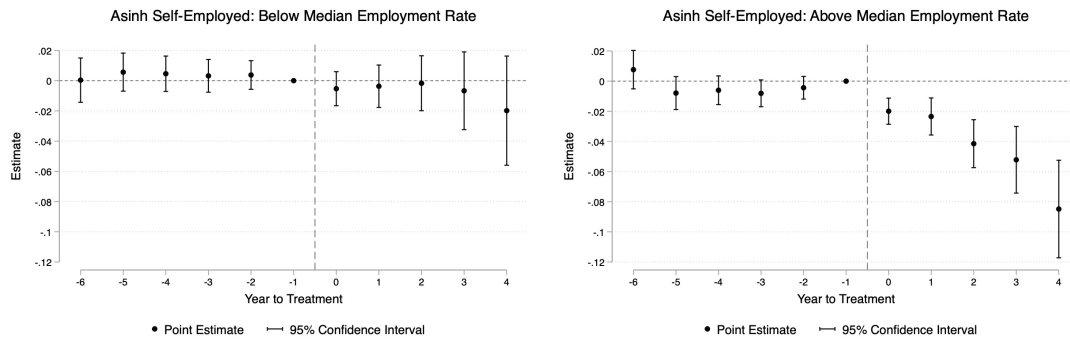 Asinh Self-Employed: Below Median Employment Rate
.02
0
-.02
-.04
-.06
-.08
-.1
-.12
Estimate
-6 -5 -4 -3 -2 -1 0 1 2 3 4
Year to Treatment
Point Estimate 95% Confidence Interval
Asinh Self-Employed: Above Median Employment Rate
.02
0
-.02
-.04
-.06
-.08
-.1
-.12
Estimate
-6 -5 -4 -3 -2 -1 0 1 2 3 4
Year to Treatment
Point Estimate 95% Confidence Interval